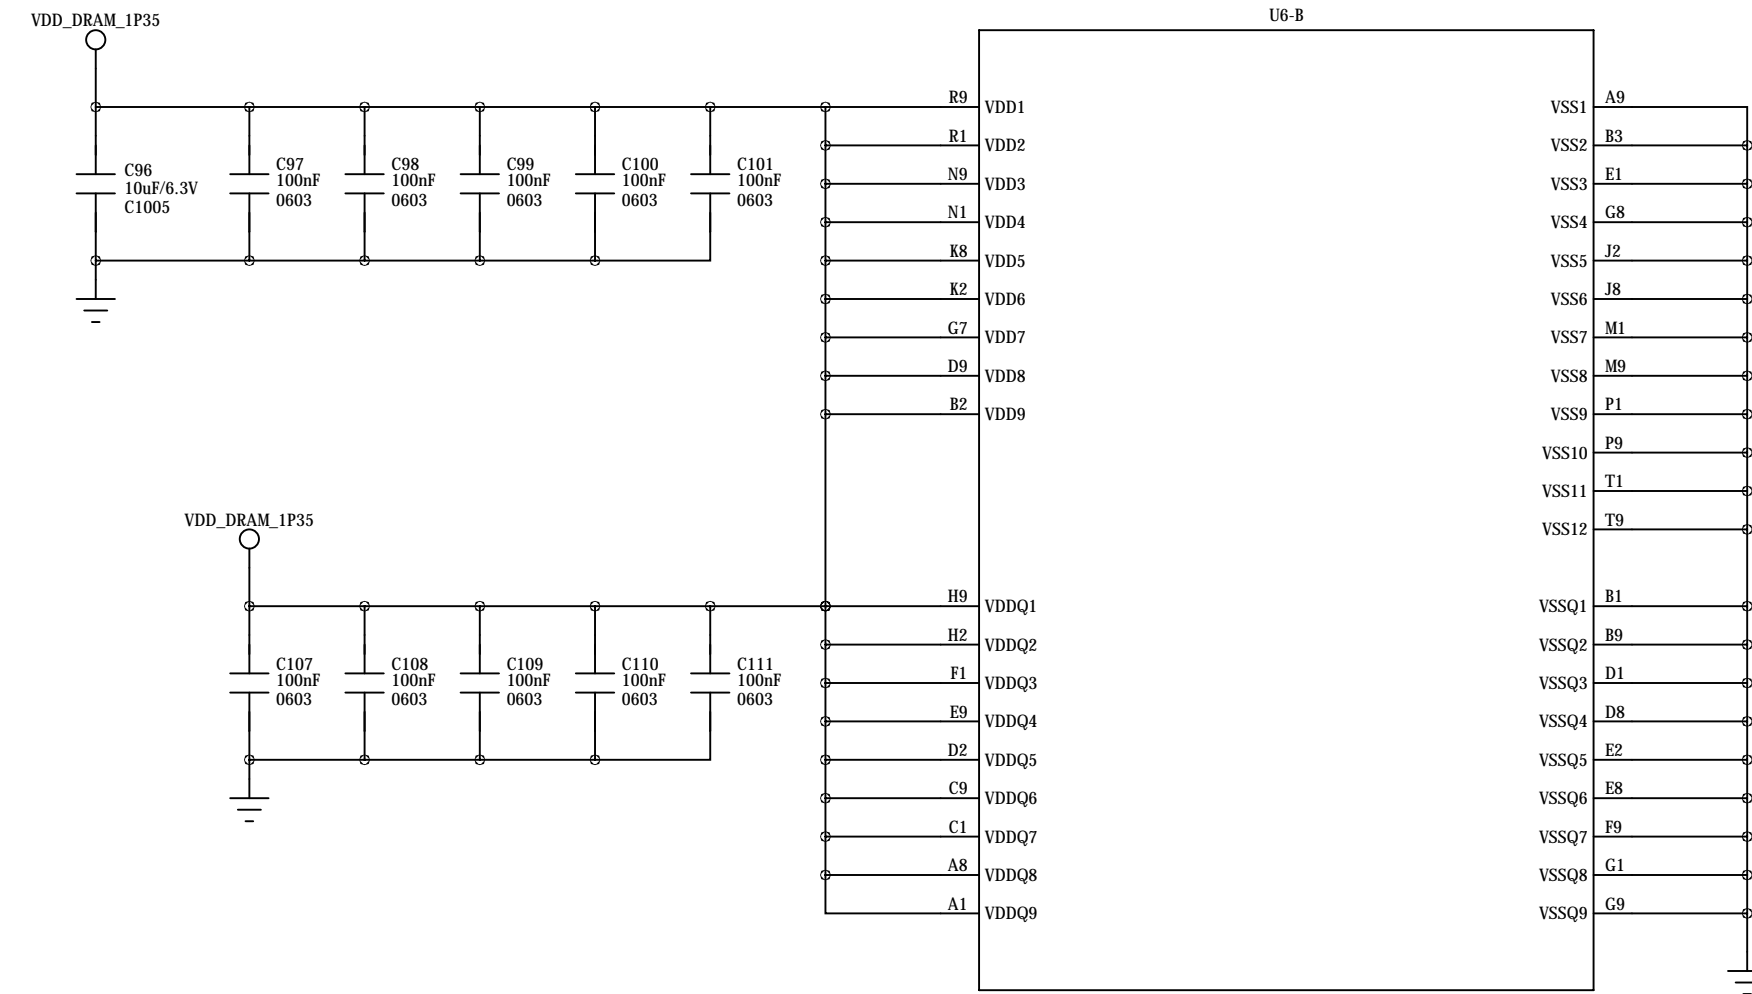 U6-B
VDD_DRAM_1P35
R9 VDD1 VSS1 A9
R1 VDD2 VSS2 B3
C96
10uF/6.3V
C1005
C97
100nF
0603
C98
100nF
0603
C99
100nF
0603
C100
100nF
0603
C101
100nF
0603
N9 VDD3 VSS3 E1
N1 VDD4 VSS4 G8
K8 VDD5 VSS5 J2
K2 VDD6 VSS6 J8
G7 VDD7 VSS7 M1
D9 VDD8 VSS8 M9
B2 VDD9 VSS9 P1
VSS10 P9
VSS11 T1
VDD_DRAM_1P35
VSS12 T9
H9 VDDQ1 VSSQ1 B1
H2 VDDQ2 VSSQ2 B9
C107
100nF
0603
C108
100nF
0603
C109
100nF
0603
C110
100nF
0603
C111
100nF
0603
F1 VDDQ3 VSSQ3 D1
E9 VDDQ4 VSSQ4 D8
D2 VDDQ5 VSSQ5 E2
C9 VDDQ6 VSSQ6 E8
C1 VDDQ7 VSSQ7 F9
A8 VDDQ8 VSSQ8 G1
A1 VDDQ9 VSSQ9 G9